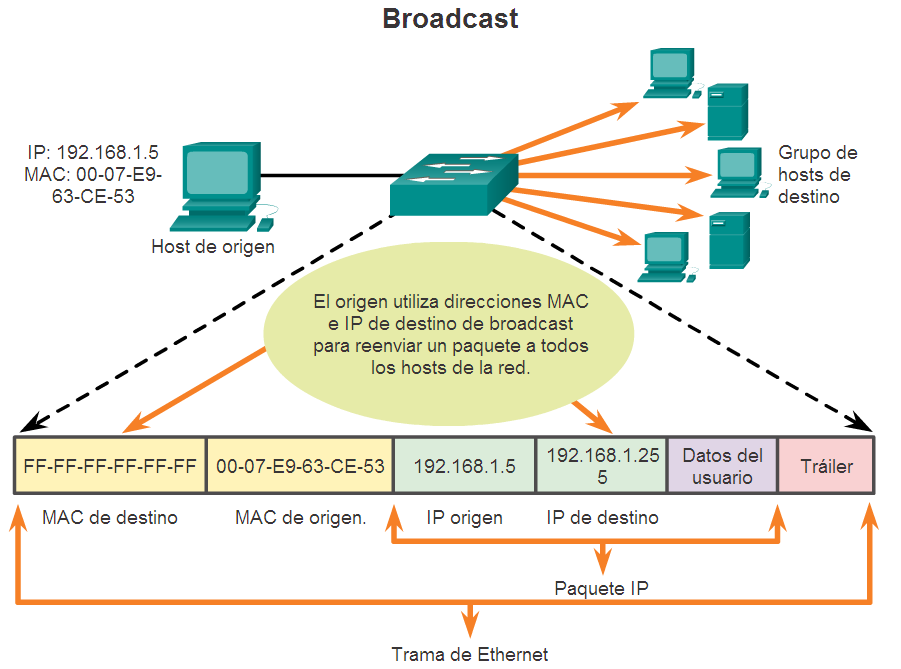 Broadcast
IP: 192.168.1.5
MAC: 00-07-E9-
63-CE-53
Host de origen
Grupo de
hosts de
destino
El origen utiliza direcciones MAC
e IP de destino de broadcast
para reenviar un paquete a todos
los hosts de la red.
FF-FF-FF-FF-FF-FF
00-07-E9-63-CE-53
192.168.1.5
192.168.1.25
5
Datos del
usuario
Tráiler
MAC de destino
MAC de origen.
IP origen
IP de destino
Paquete IP
Trama de Ethernet